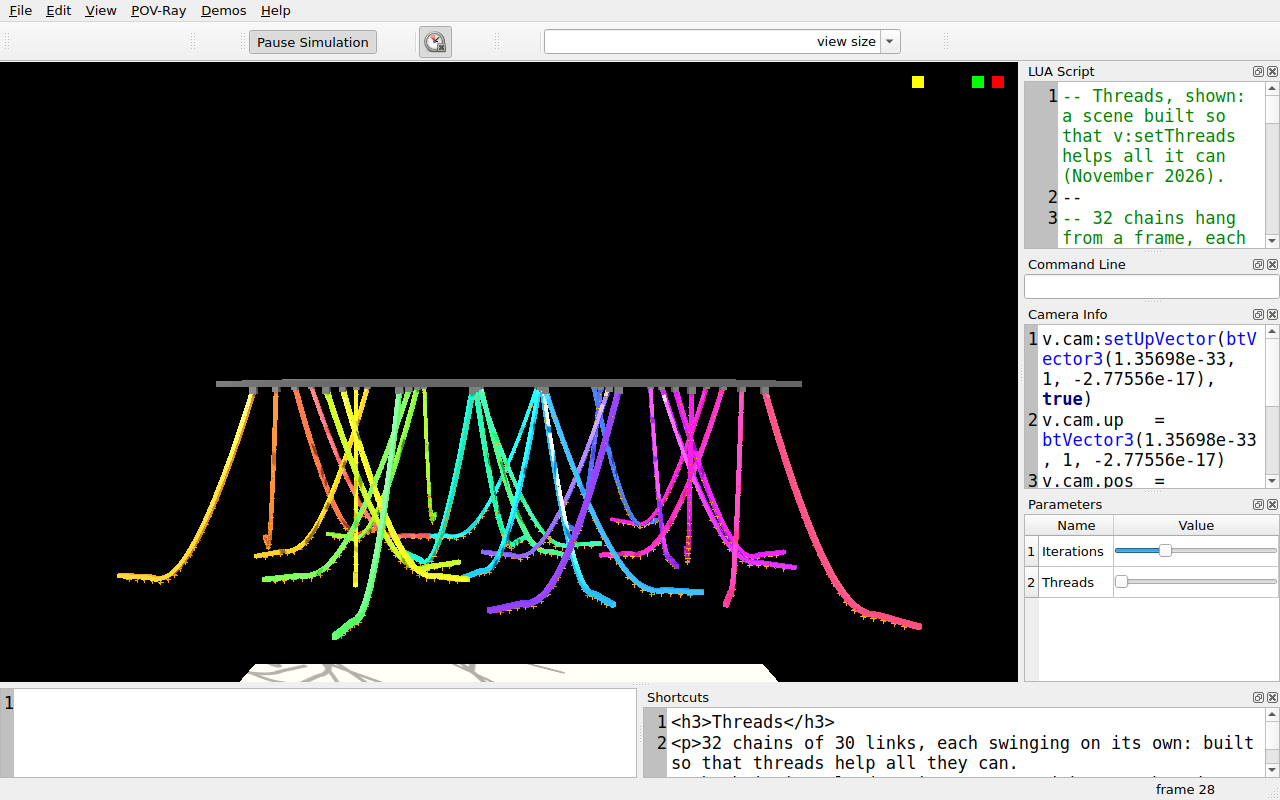 File Edit View POV-Ray Demos Help
Pause Simulation
view size
LUA Script
1 -- Threads, shown:
a scene built so
that v:setThreads
helps all it can
(November 2026).
2 --
3 -- 32 chains hang
from a frame, each
Command Line
Camera Info
1 v.cam:setUpVector(btV
ector3(1.35698e-33,
1, -2.77556e-17),
true)
2 v.cam.up   =
btVector3(1.35698e-33
, 1, -2.77556e-17)
3 v.cam.pos  =
Parameters
Name Value
1 Iterations
2 Threads
1
Shortcuts
1 <h3>Threads</h3>
2 <p>32 chains of 30 links, each swinging on its own: built
so that threads help all they can.
frame 28